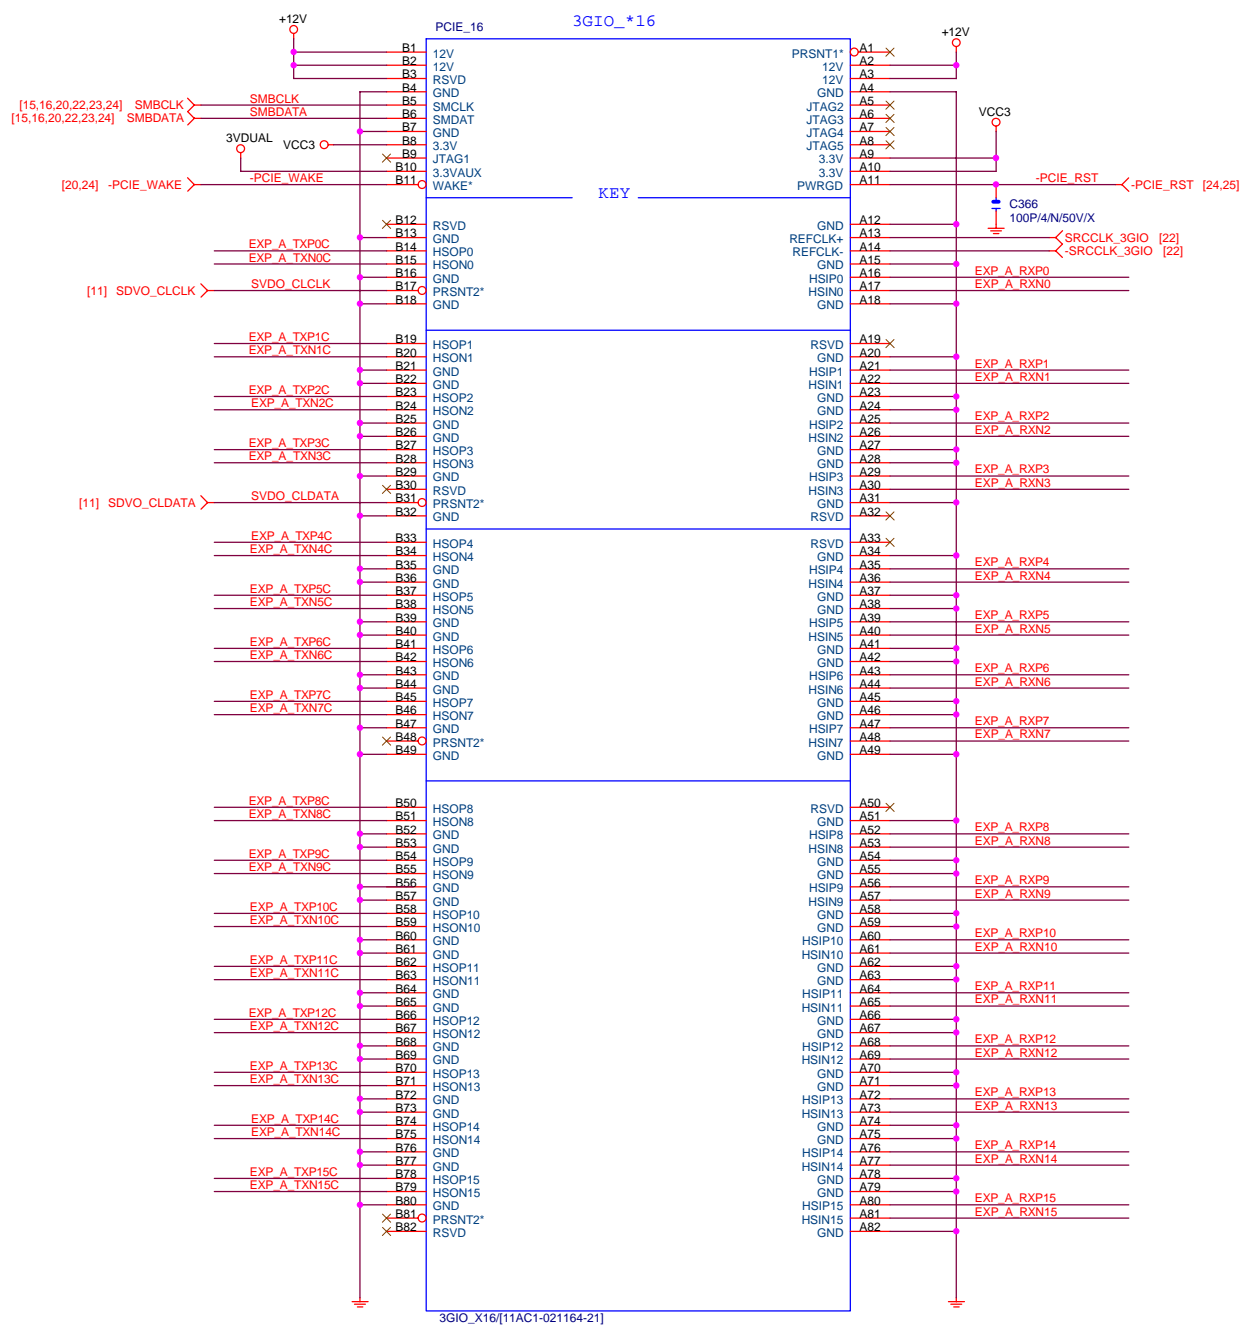 3GIO_*16
PCIE_16
+12V
+12V
B1 12V PRSNT1* A1
B2 12V 12V A2
B3 RSVD 12V A3
B4 GND GND A4
[15,16,20,22,23,24] SMBCLK SMBCLK B5 SMCLK JTAG2 A5
[15,16,20,22,23,24] SMBDATA SMBDATA B6 SMDAT JTAG3 A6
B7 GND JTAG4 A7
VCC3
3VDUAL VCC3 B8 3.3V JTAG5 A8
B9 JTAG1 3.3V A9
B10 3.3VAUX 3.3V A10
[20,24] -PCIE_WAKE -PCIE_WAKE B11 WAKE* PWRGD A11 -PCIE_RST -PCIE_RST [24,25]
KEY
C366
100P/4/N/50V/X
B12 RSVD GND A12
B13 GND REFCLK+ A13 SRCCLK_3GIO [22]
EXP_A_TXP0C B14 HSOP0 REFCLK- A14 -SRCCLK_3GIO [22]
EXP_A_TXN0C B15 HSON0 GND A15
B16 GND HSIP0 A16 EXP_A_RXP0
[11] SDVO_CLCLK SVDO_CLCLK B17 PRSNT2* HSIN0 A17 EXP_A_RXN0
B18 GND GND A18
EXP_A_TXP1C B19 HSOP1 RSVD A19
EXP_A_TXN1C B20 HSON1 GND A20
B21 GND HSIP1 A21 EXP_A_RXP1
B22 GND HSIN1 A22 EXP_A_RXN1
EXP_A_TXP2C B23 HSOP2 GND A23
EXP_A_TXN2C B24 HSON2 GND A24
B25 GND HSIP2 A25 EXP_A_RXP2
B26 GND HSIN2 A26 EXP_A_RXN2
EXP_A_TXP3C B27 HSOP3 GND A27
EXP_A_TXN3C B28 HSON3 GND A28
B29 GND HSIP3 A29 EXP_A_RXP3
B30 RSVD HSIN3 A30 EXP_A_RXN3
[11] SDVO_CLDATA SVDO_CLDATA B31 PRSNT2* GND A31
B32 GND RSVD A32
EXP_A_TXP4C B33 HSOP4 RSVD A33
EXP_A_TXN4C B34 HSON4 GND A34
B35 GND HSIP4 A35 EXP_A_RXP4
B36 GND HSIN4 A36 EXP_A_RXN4
EXP_A_TXP5C B37 HSOP5 GND A37
EXP_A_TXN5C B38 HSON5 GND A38
B39 GND HSIP5 A39 EXP_A_RXP5
B40 GND HSIN5 A40 EXP_A_RXN5
EXP_A_TXP6C B41 HSOP6 GND A41
EXP_A_TXN6C B42 HSON6 GND A42
B43 GND HSIP6 A43 EXP_A_RXP6
B44 GND HSIN6 A44 EXP_A_RXN6
EXP_A_TXP7C B45 HSOP7 GND A45
EXP_A_TXN7C B46 HSON7 GND A46
B47 GND HSIP7 A47 EXP_A_RXP7
B48 PRSNT2* HSIN7 A48 EXP_A_RXN7
B49 GND GND A49
EXP_A_TXP8C B50 HSOP8 RSVD A50
EXP_A_TXN8C B51 HSON8 GND A51
B52 GND HSIP8 A52 EXP_A_RXP8
B53 GND HSIN8 A53 EXP_A_RXN8
EXP_A_TXP9C B54 HSOP9 GND A54
EXP_A_TXN9C B55 HSON9 GND A55
B56 GND HSIP9 A56 EXP_A_RXP9
B57 GND HSIN9 A57 EXP_A_RXN9
EXP_A_TXP10C B58 HSOP10 GND A58
EXP_A_TXN10C B59 HSON10 GND A59
B60 GND HSIP10 A60 EXP_A_RXP10
B61 GND HSIN10 A61 EXP_A_RXN10
EXP_A_TXP11C B62 HSOP11 GND A62
EXP_A_TXN11C B63 HSON11 GND A63
B64 GND HSIP11 A64 EXP_A_RXP11
B65 GND HSIN11 A65 EXP_A_RXN11
EXP_A_TXP12C B66 HSOP12 GND A66
EXP_A_TXN12C B67 HSON12 GND A67
B68 GND HSIP12 A68 EXP_A_RXP12
B69 GND HSIN12 A69 EXP_A_RXN12
EXP_A_TXP13C B70 HSOP13 GND A70
EXP_A_TXN13C B71 HSON13 GND A71
B72 GND HSIP13 A72 EXP_A_RXP13
B73 GND HSIN13 A73 EXP_A_RXN13
EXP_A_TXP14C B74 HSOP14 GND A74
EXP_A_TXN14C B75 HSON14 GND A75
B76 GND HSIP14 A76 EXP_A_RXP14
B77 GND HSIN14 A77 EXP_A_RXN14
EXP_A_TXP15C B78 HSOP15 GND A78
EXP_A_TXN15C B79 HSON15 GND A79
B80 GND HSIP15 A80 EXP_A_RXP15
B81 PRSNT2* HSIN15 A81 EXP_A_RXN15
B82 RSVD GND A82
3GIO_X16/[11AC1-021164-21]